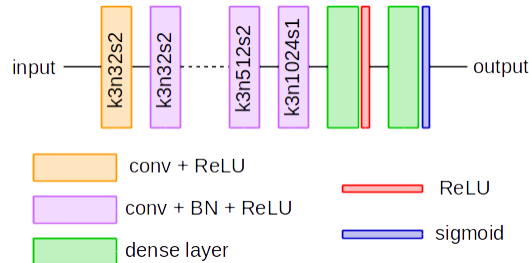 input
k3n32s2
k3n32s2
k3n512s2
k3n1024s1
output
conv + ReLU
conv + BN + ReLU
dense layer
ReLU
sigmoid